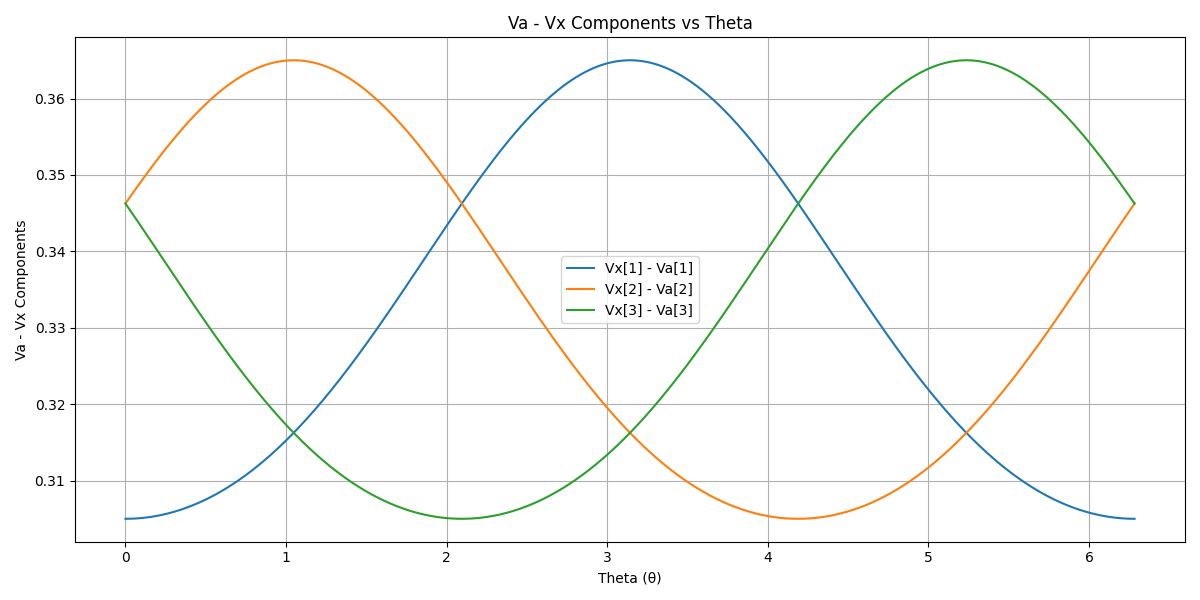 Va - Vx Components vs Theta
Va - Vx Components
0.36
0.35
0.34
0.33
0.32
0.31
Vx[1] - Va[1]
Vx[2] - Va[2]
Vx[3] - Va[3]
0 1 2 3 4 5 6
Theta (θ)